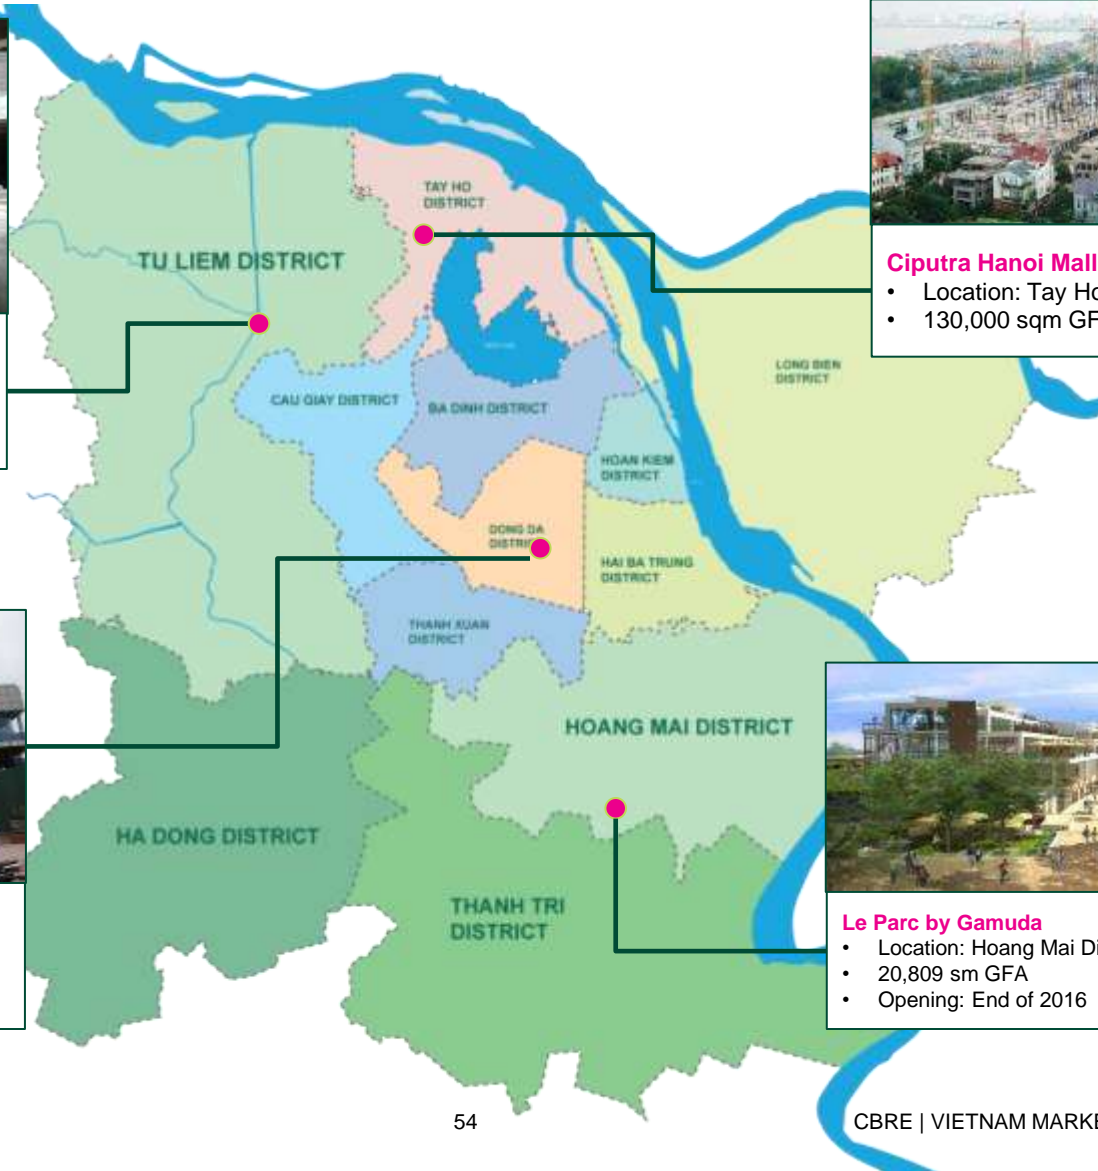 TAY HO
DISTRICT
TU LIEM DISTRICT
Ciputra Hanoi Mall
• Location: Tay Ho
• 130,000 sqm GF
LONG BIEN
DISTRICT
CAU GIAY DISTRICT
BA DINH DISTRICT
HOAN KIEM
DISTRICT
DONG DA
DISTRICT
HAI BA TRUNG
DISTRICT
THANH XUAN
DISTRICT
HOANG MAI DISTRICT
HA DONG DISTRICT
THANH TRI
DISTRICT
Le Parc by Gamuda
• Location: Hoang Mai Di
• 20,809 sm GFA
• Opening: End of 2016
54
CBRE | VIETNAM MARKE